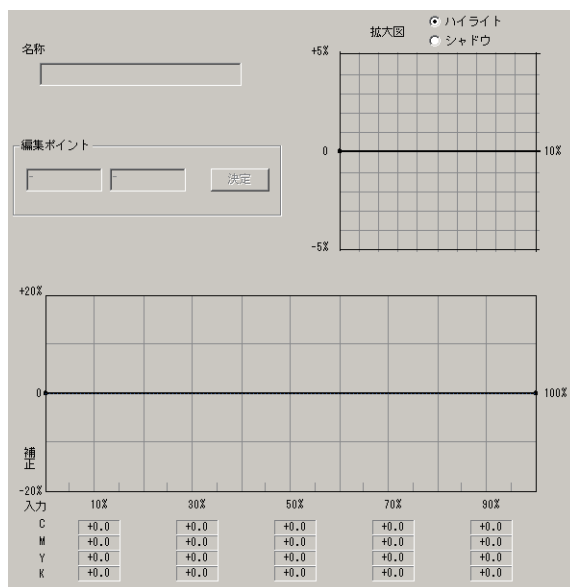 名称
拡大図
ハイライト
シャドウ
+5%
0
10%
-5%
編集ポイント
-
-
決定
+20%
0
100%
補正
-20%
入力 10% 30% 50% 70% 90%
C +0.0 +0.0 +0.0 +0.0 +0.0
M +0.0 +0.0 +0.0 +0.0 +0.0
Y +0.0 +0.0 +0.0 +0.0 +0.0
K +0.0 +0.0 +0.0 +0.0 +0.0